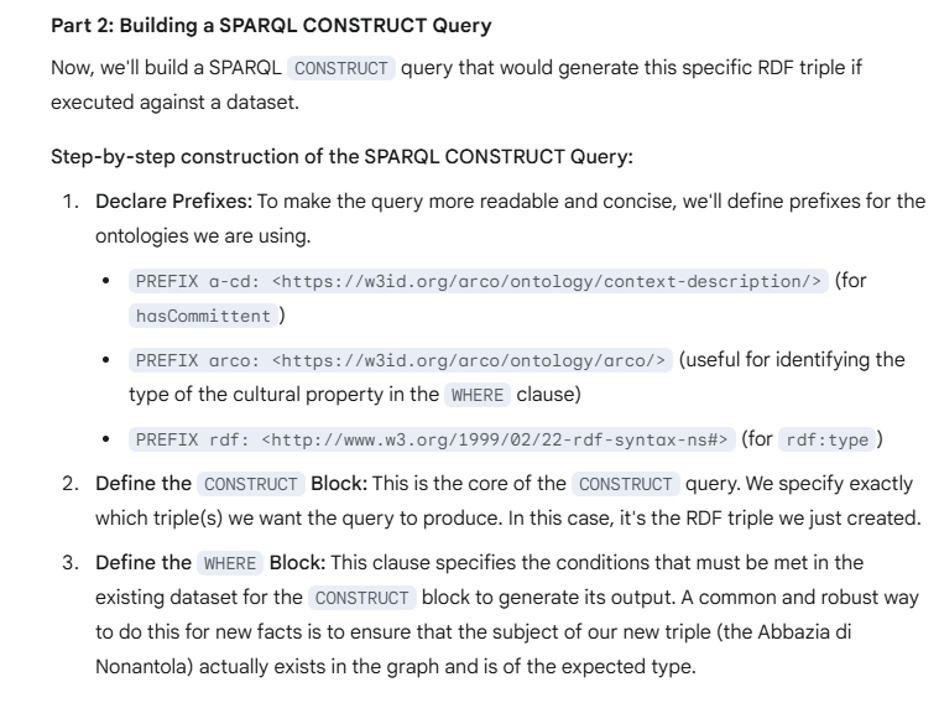 Part 2: Building a SPARQL CONSTRUCT Query
Now, we'll build a SPARQL CONSTRUCT query that would generate this specific RDF triple if
executed against a dataset.
Step-by-step construction of the SPARQL CONSTRUCT Query:
1. Declare Prefixes: To make the query more readable and concise, we'll define prefixes for the
ontologies we are using.
• PREFIX a-cd: <https://w3id.org/arco/ontology/context-description/> (for
hasCommittent )
• PREFIX arco: <https://w3id.org/arco/ontology/arco/> (useful for identifying the
type of the cultural property in the WHERE clause)
• PREFIX rdf: <http://www.w3.org/1999/02/22-rdf-syntax-ns#> (for rdf:type )
2. Define the CONSTRUCT Block: This is the core of the CONSTRUCT query. We specify exactly
which triple(s) we want the query to produce. In this case, it's the RDF triple we just created.
3. Define the WHERE Block: This clause specifies the conditions that must be met in the
existing dataset for the CONSTRUCT block to generate its output. A common and robust way
to do this for new facts is to ensure that the subject of our new triple (the Abbazia di
Nonantola) actually exists in the graph and is of the expected type.